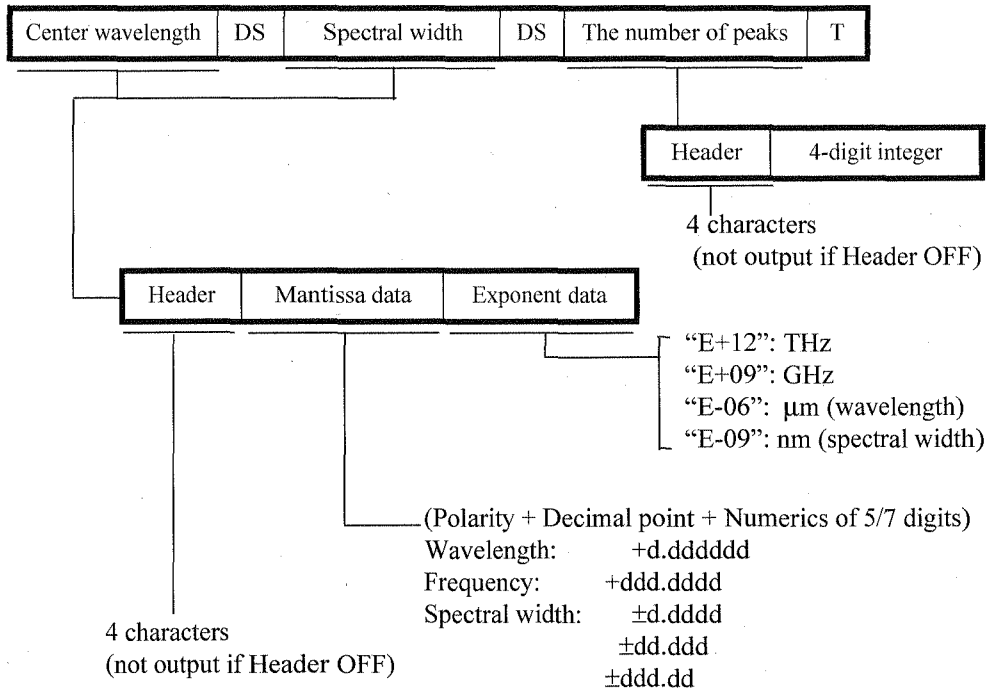 Center wavelength DS Spectral width DS The number of peaks T
Header 4-digit integer
4 characters
(not output if Header OFF)
Header Mantissa data Exponent data
“E+12”: THz
“E+09”: GHz
“E-06”: μm (wavelength)
“E-09”: nm (spectral width)
(Polarity + Decimal point + Numerics of 5/7 digits)
Wavelength: +d.dddddd
Frequency: +ddd.dddd
Spectral width: ±d.dddd
±dd.ddd
±ddd.dd
4 characters
(not output if Header OFF)